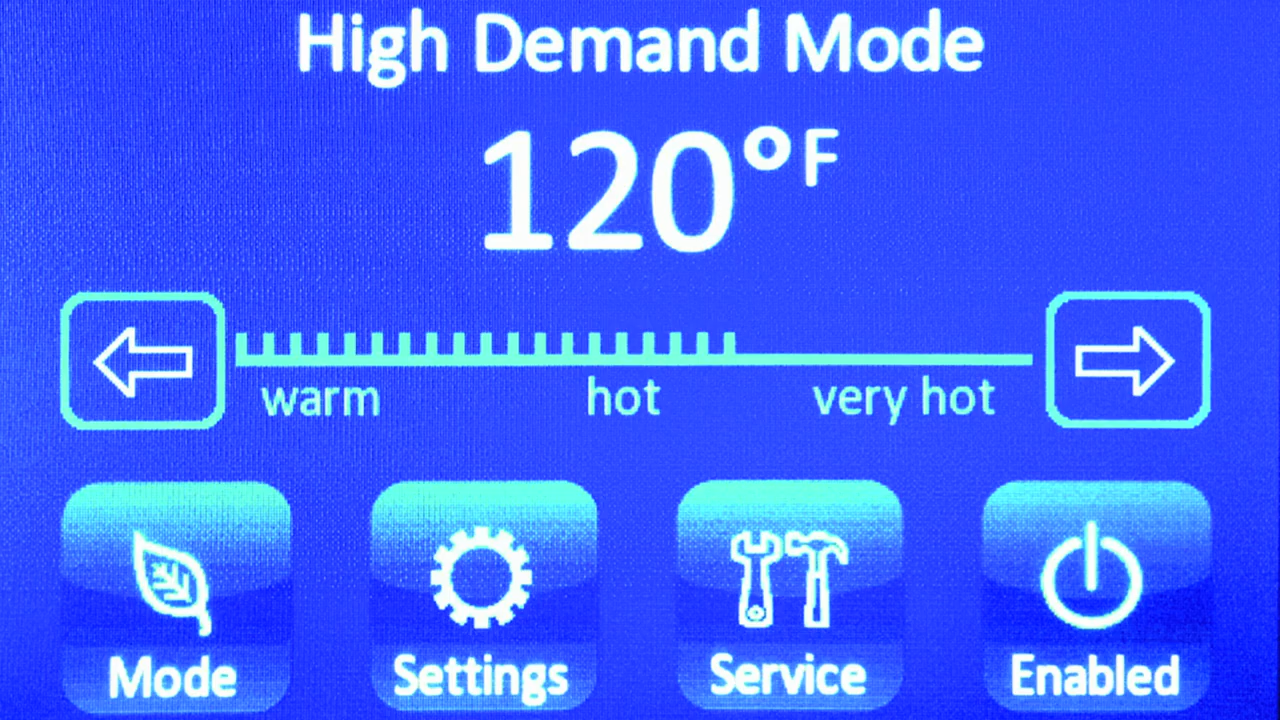 High Demand Mode
120°F
warm hot very hot
Mode Settings Service Enabled